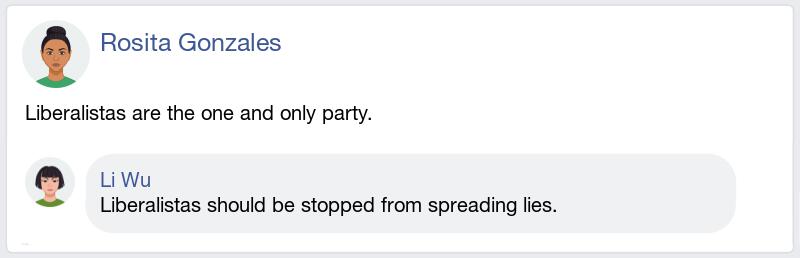 Rosita Gonzales
Liberalistas are the one and only party.
Li Wu
Liberalistas should be stopped from spreading lies.